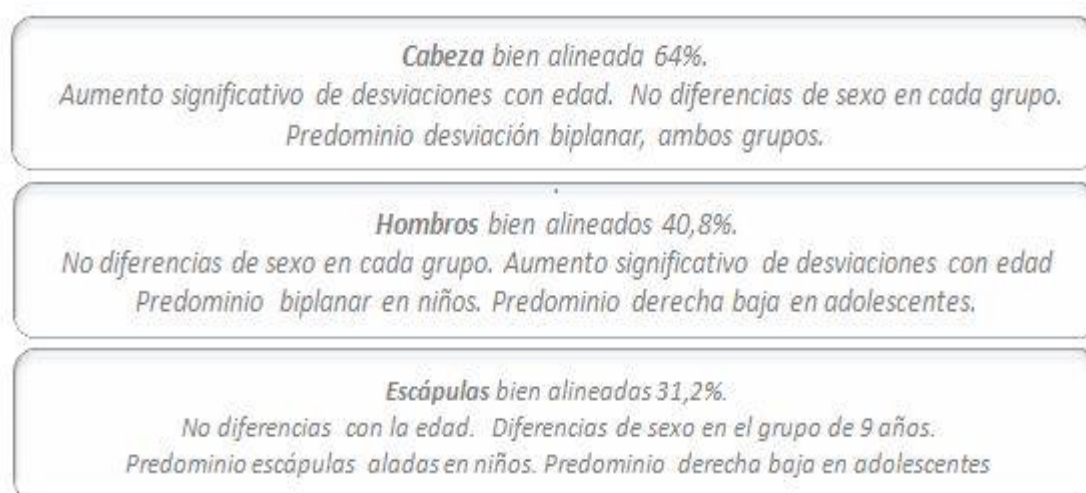 Cabeza bien alineada 64%.
Aumento significativo de desviaciones con edad. No diferencias de sexo en cada grupo.
Predominio desviación biplanar, ambos grupos.
Hombros bien alineados 40,8%.
No diferencias de sexo en cada grupo. Aumento significativo de desviaciones con edad
Predominio biplanar en niños. Predominio derecha baja en adolescentes.
Escápulas bien alineadas 31,2%.
No diferencias con la edad. Diferencias de sexo en el grupo de 9 años.
Predominio escápulas aladas en niños. Predominio derecha baja en adolescentes